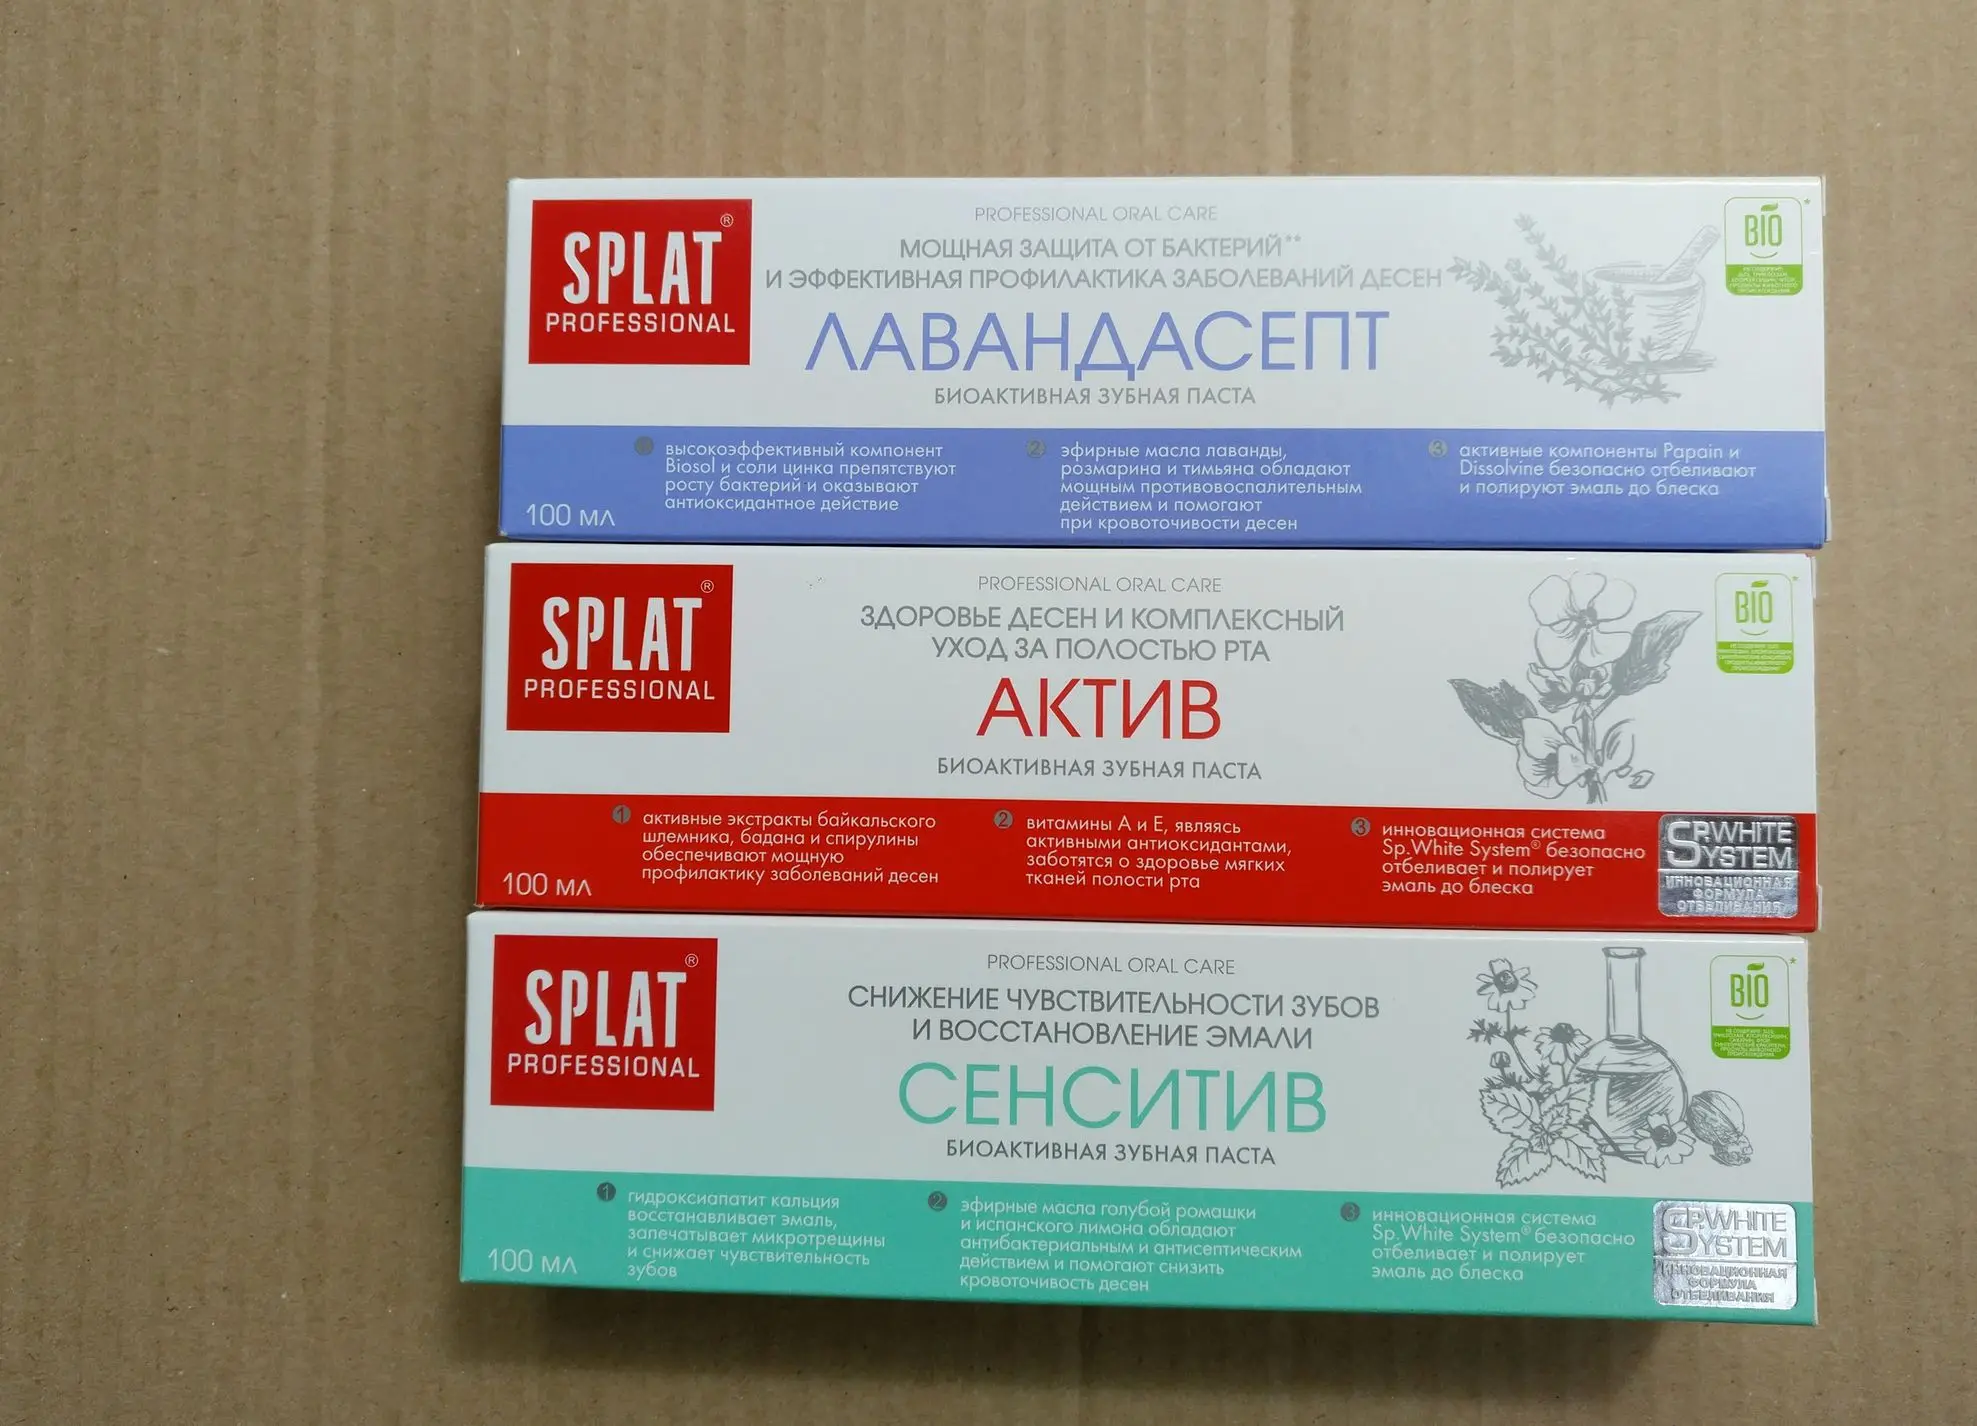 SPLAT®
PROFESSIONAL
PROFESSIONAL ORAL CARE
МОЩНАЯ ЗАЩИТА ОТ БАКТЕРИЙ**
И ЭФФЕКТИВНАЯ ПРОФИЛАКТИКА ЗАБОЛЕВАНИЙ ДЕСЕН
ЛАВАНДАСЕПТ
БИОАКТИВНАЯ ЗУБНАЯ ПАСТА
BIO*
100 МЛ
высокоэффективный компонент
Biosol и соли цинка препятствуют
росту бактерий и оказывают
антиоксидантное действие
2 эфирные масла лаванды,
розмарина и тимьяна обладают
мощным противовоспалительным
действием и помогают
при кровоточивости десен
3 активные компоненты Papain и
Dissolvine безопасно отбеливают
и полируют эмаль до блеска
SPLAT®
PROFESSIONAL
PROFESSIONAL ORAL CARE
ЗДОРОВЬЕ ДЕСЕН И КОМПЛЕКСНЫЙ
УХОД ЗА ПОЛОСТЬЮ РТА
АКТИВ
БИОАКТИВНАЯ ЗУБНАЯ ПАСТА
BIO*
100 МЛ
1 активные экстракты байкальского
шлемника, бадана и спирулины
обеспечивают мощную
профилактику заболеваний десен
2 витамины А и Е, являясь
активными антиоксидантами,
заботятся о здоровье мягких
тканей полости рта
3 инновационная система
Sp.White System® безопасно
отбеливает и полирует
эмаль до блеска
SP.WHITE
SYSTEM
ИННОВАЦИОННАЯ
ФОРМУЛА
ОТБЕЛИВАНИЯ
SPLAT®
PROFESSIONAL
PROFESSIONAL ORAL CARE
СНИЖЕНИЕ ЧУВСТВИТЕЛЬНОСТИ ЗУБОВ
И ВОССТАНОВЛЕНИЕ ЭМАЛИ
СЕНСИТИВ
БИОАКТИВНАЯ ЗУБНАЯ ПАСТА
BIO*
100 МЛ
1 гидроксиапатит кальция
восстанавливает эмаль,
запечатывает микротрещины
и снижает чувствительность
зубов
2 эфирные масла голубой ромашки
и испанского лимона обладают
антибактериальным и антисептическим
действием и помогают снизить
кровоточивость десен
3 инновационная система
Sp.White System® безопасно
отбеливает и полирует
эмаль до блеска
SP.WHITE
SYSTEM
ИННОВАЦИОННАЯ
ФОРМУЛА
ОТБЕЛИВАНИЯ